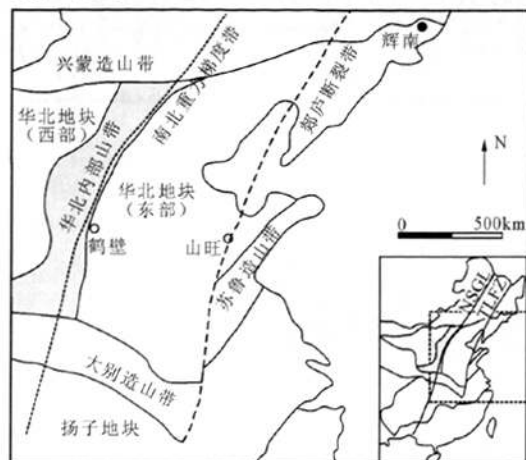 辉南
兴蒙造山带
南北重力梯度带
郯庐断裂带
华北地块
(西部)
华北内部山带
N
华北地块
(东部)
0 500km
鹤壁
山旺
苏鲁造山带
NSGL
TLFZ
大别造山带
扬子地块